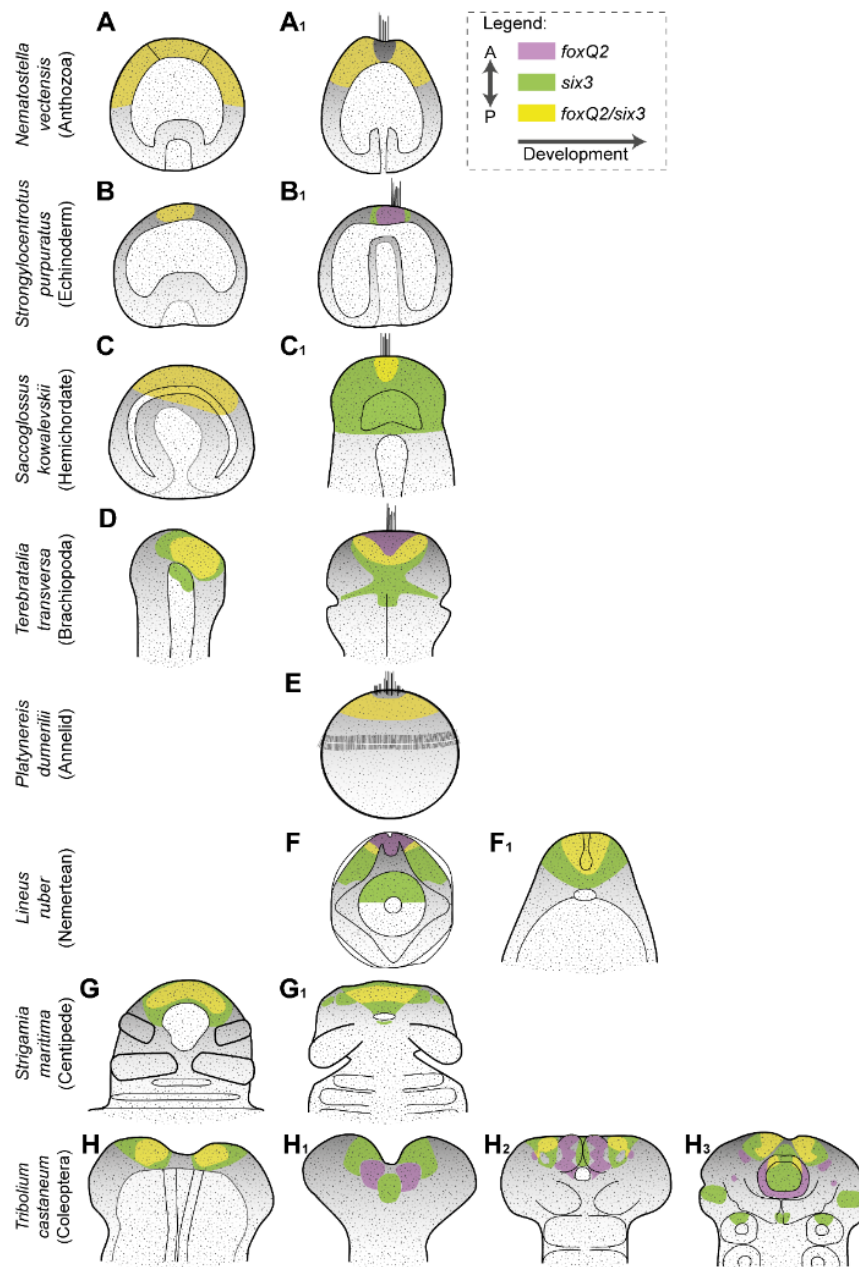 A
A1
Legend:
A
P
foxQ2
six3
foxQ2/six3
Development
Nematostella
vectensis
(Anthozoa)
B
B1
Strongylocentrotus
purpuratus
(Echinoderm)
C
C1
Saccoglossus
kowalevskii
(Hemichordate)
D
Terebratalia
transversa
(Brachiopoda)
E
Platynereis
dumerilii
(Annelid)
F
F1
Lineus
ruber
(Nemertean)
G
G1
Strigamia
maritima
(Centipede)
H
H1
H2
H3
Tribolium
castaneum
(Coleoptera)